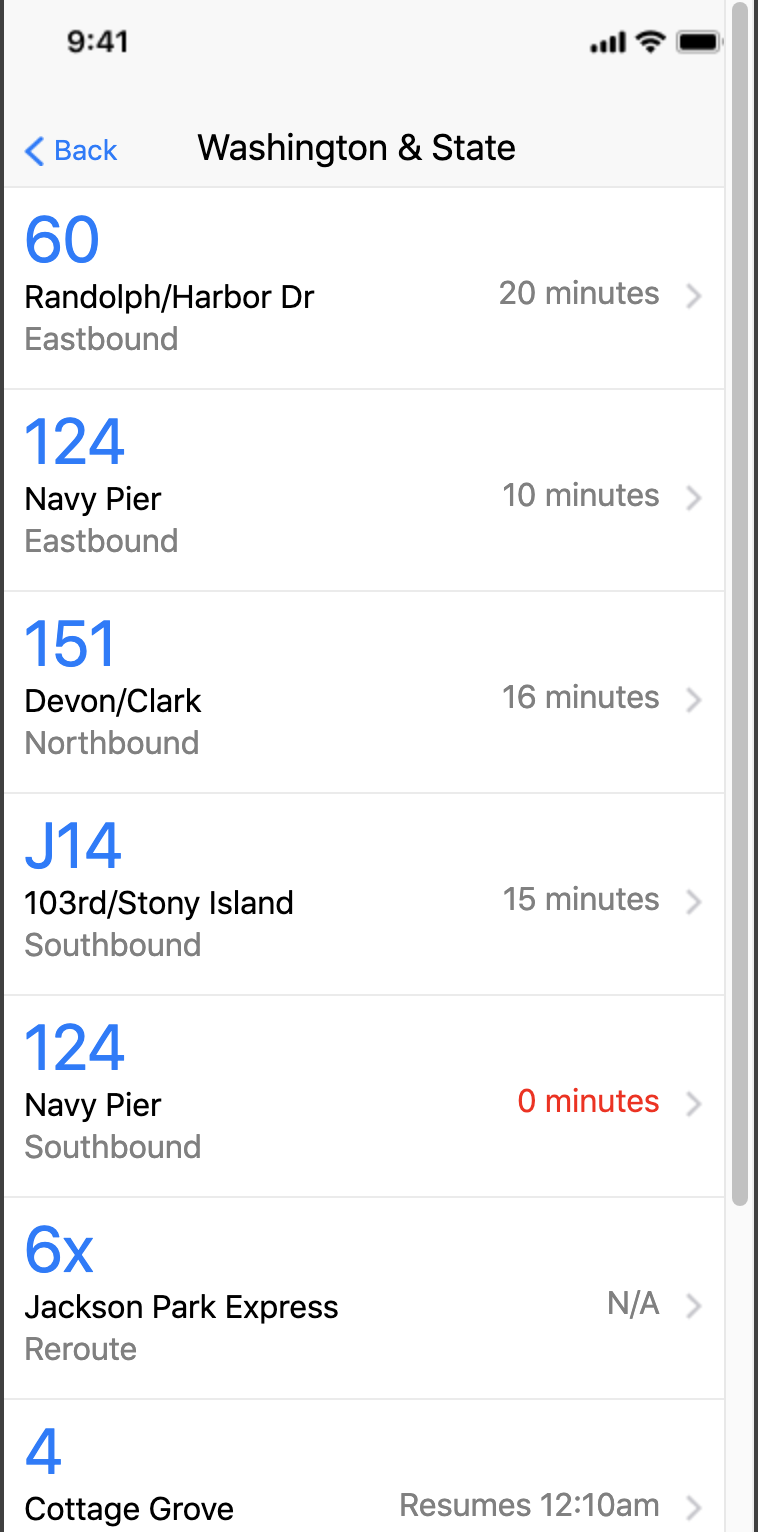 9:41
Back
Washington & State
60
Randolph/Harbor Dr
20 minutes
Eastbound
124
Navy Pier
10 minutes
Eastbound
151
Devon/Clark
16 minutes
Northbound
J14
103rd/Stony Island
15 minutes
Southbound
124
Navy Pier
0 minutes
Southbound
6x
Jackson Park Express
N/A
Reroute
4
Cottage Grove
Resumes 12:10am